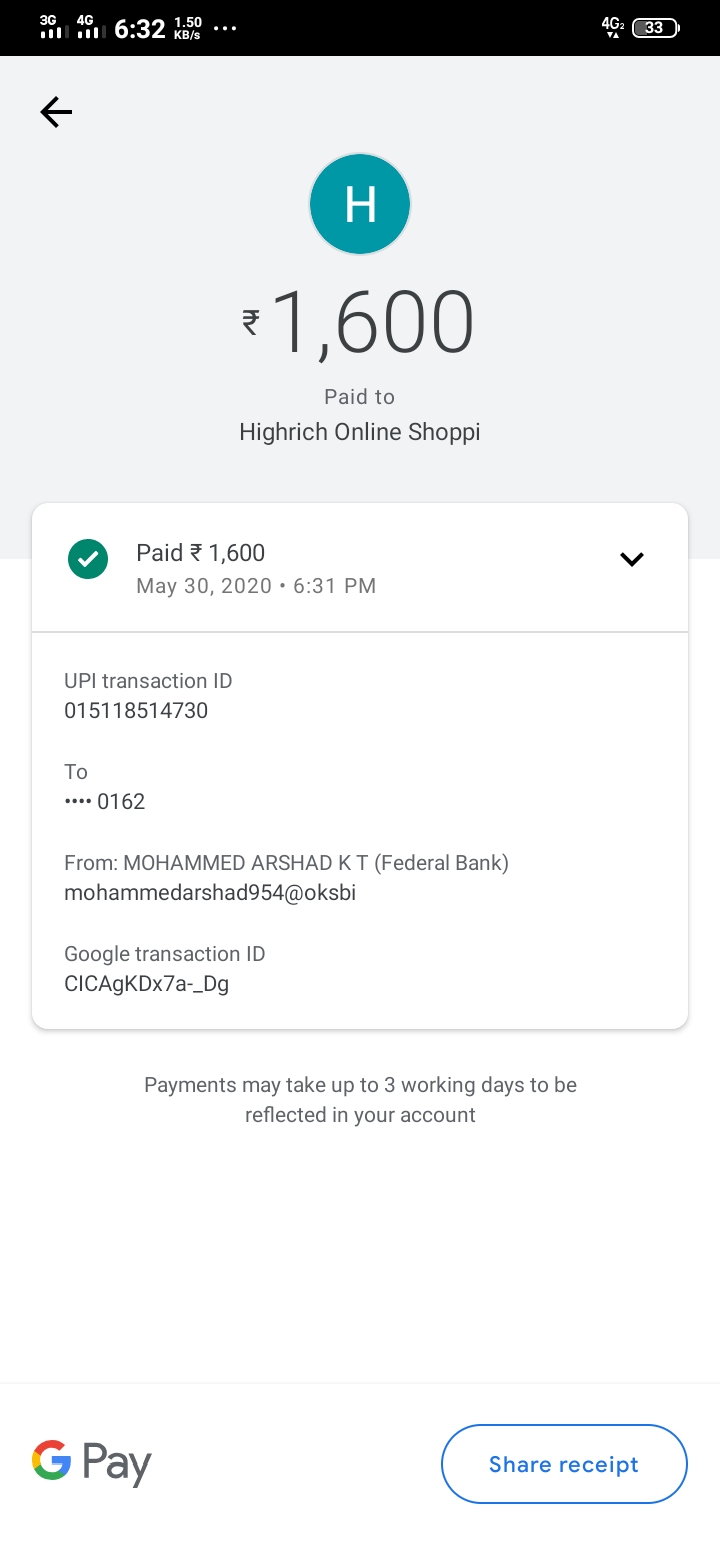 3G 4G 6:32 1.50 KB/s ... 4G2 33
H
₹1,600
Paid to
Highrich Online Shoppi
Paid ₹ 1,600
May 30, 2020 • 6:31 PM
UPI transaction ID
015118514730
To
•••• 0162
From: MOHAMMED ARSHAD K T (Federal Bank)
mohammedarshad954@oksbi
Google transaction ID
CICAgKDx7a-_Dg
Payments may take up to 3 working days to be
reflected in your account
G Pay
Share receipt